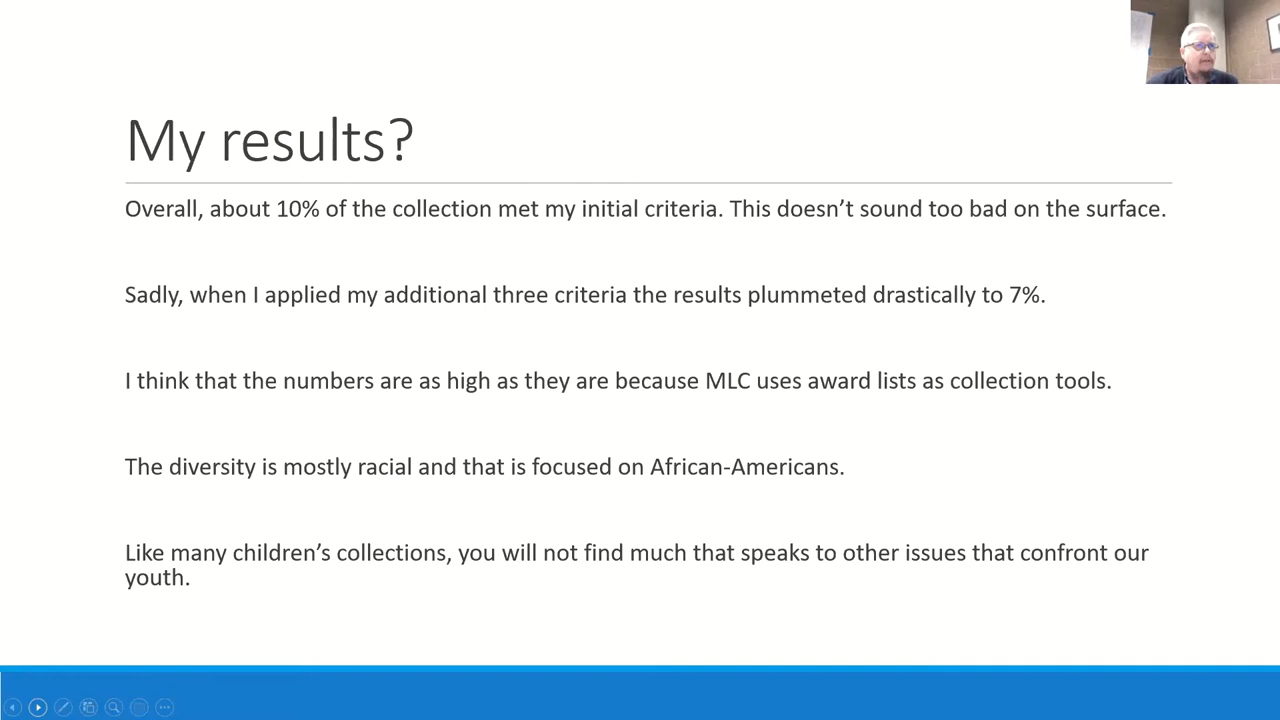 My results?
Overall, about 10% of the collection met my initial criteria. This doesn’t sound too bad on the surface.
Sadly, when I applied my additional three criteria the results plummeted drastically to 7%.
I think that the numbers are as high as they are because MLC uses award lists as collection tools.
The diversity is mostly racial and that is focused on African-Americans.
Like many children’s collections, you will not find much that speaks to other issues that confront our
youth.